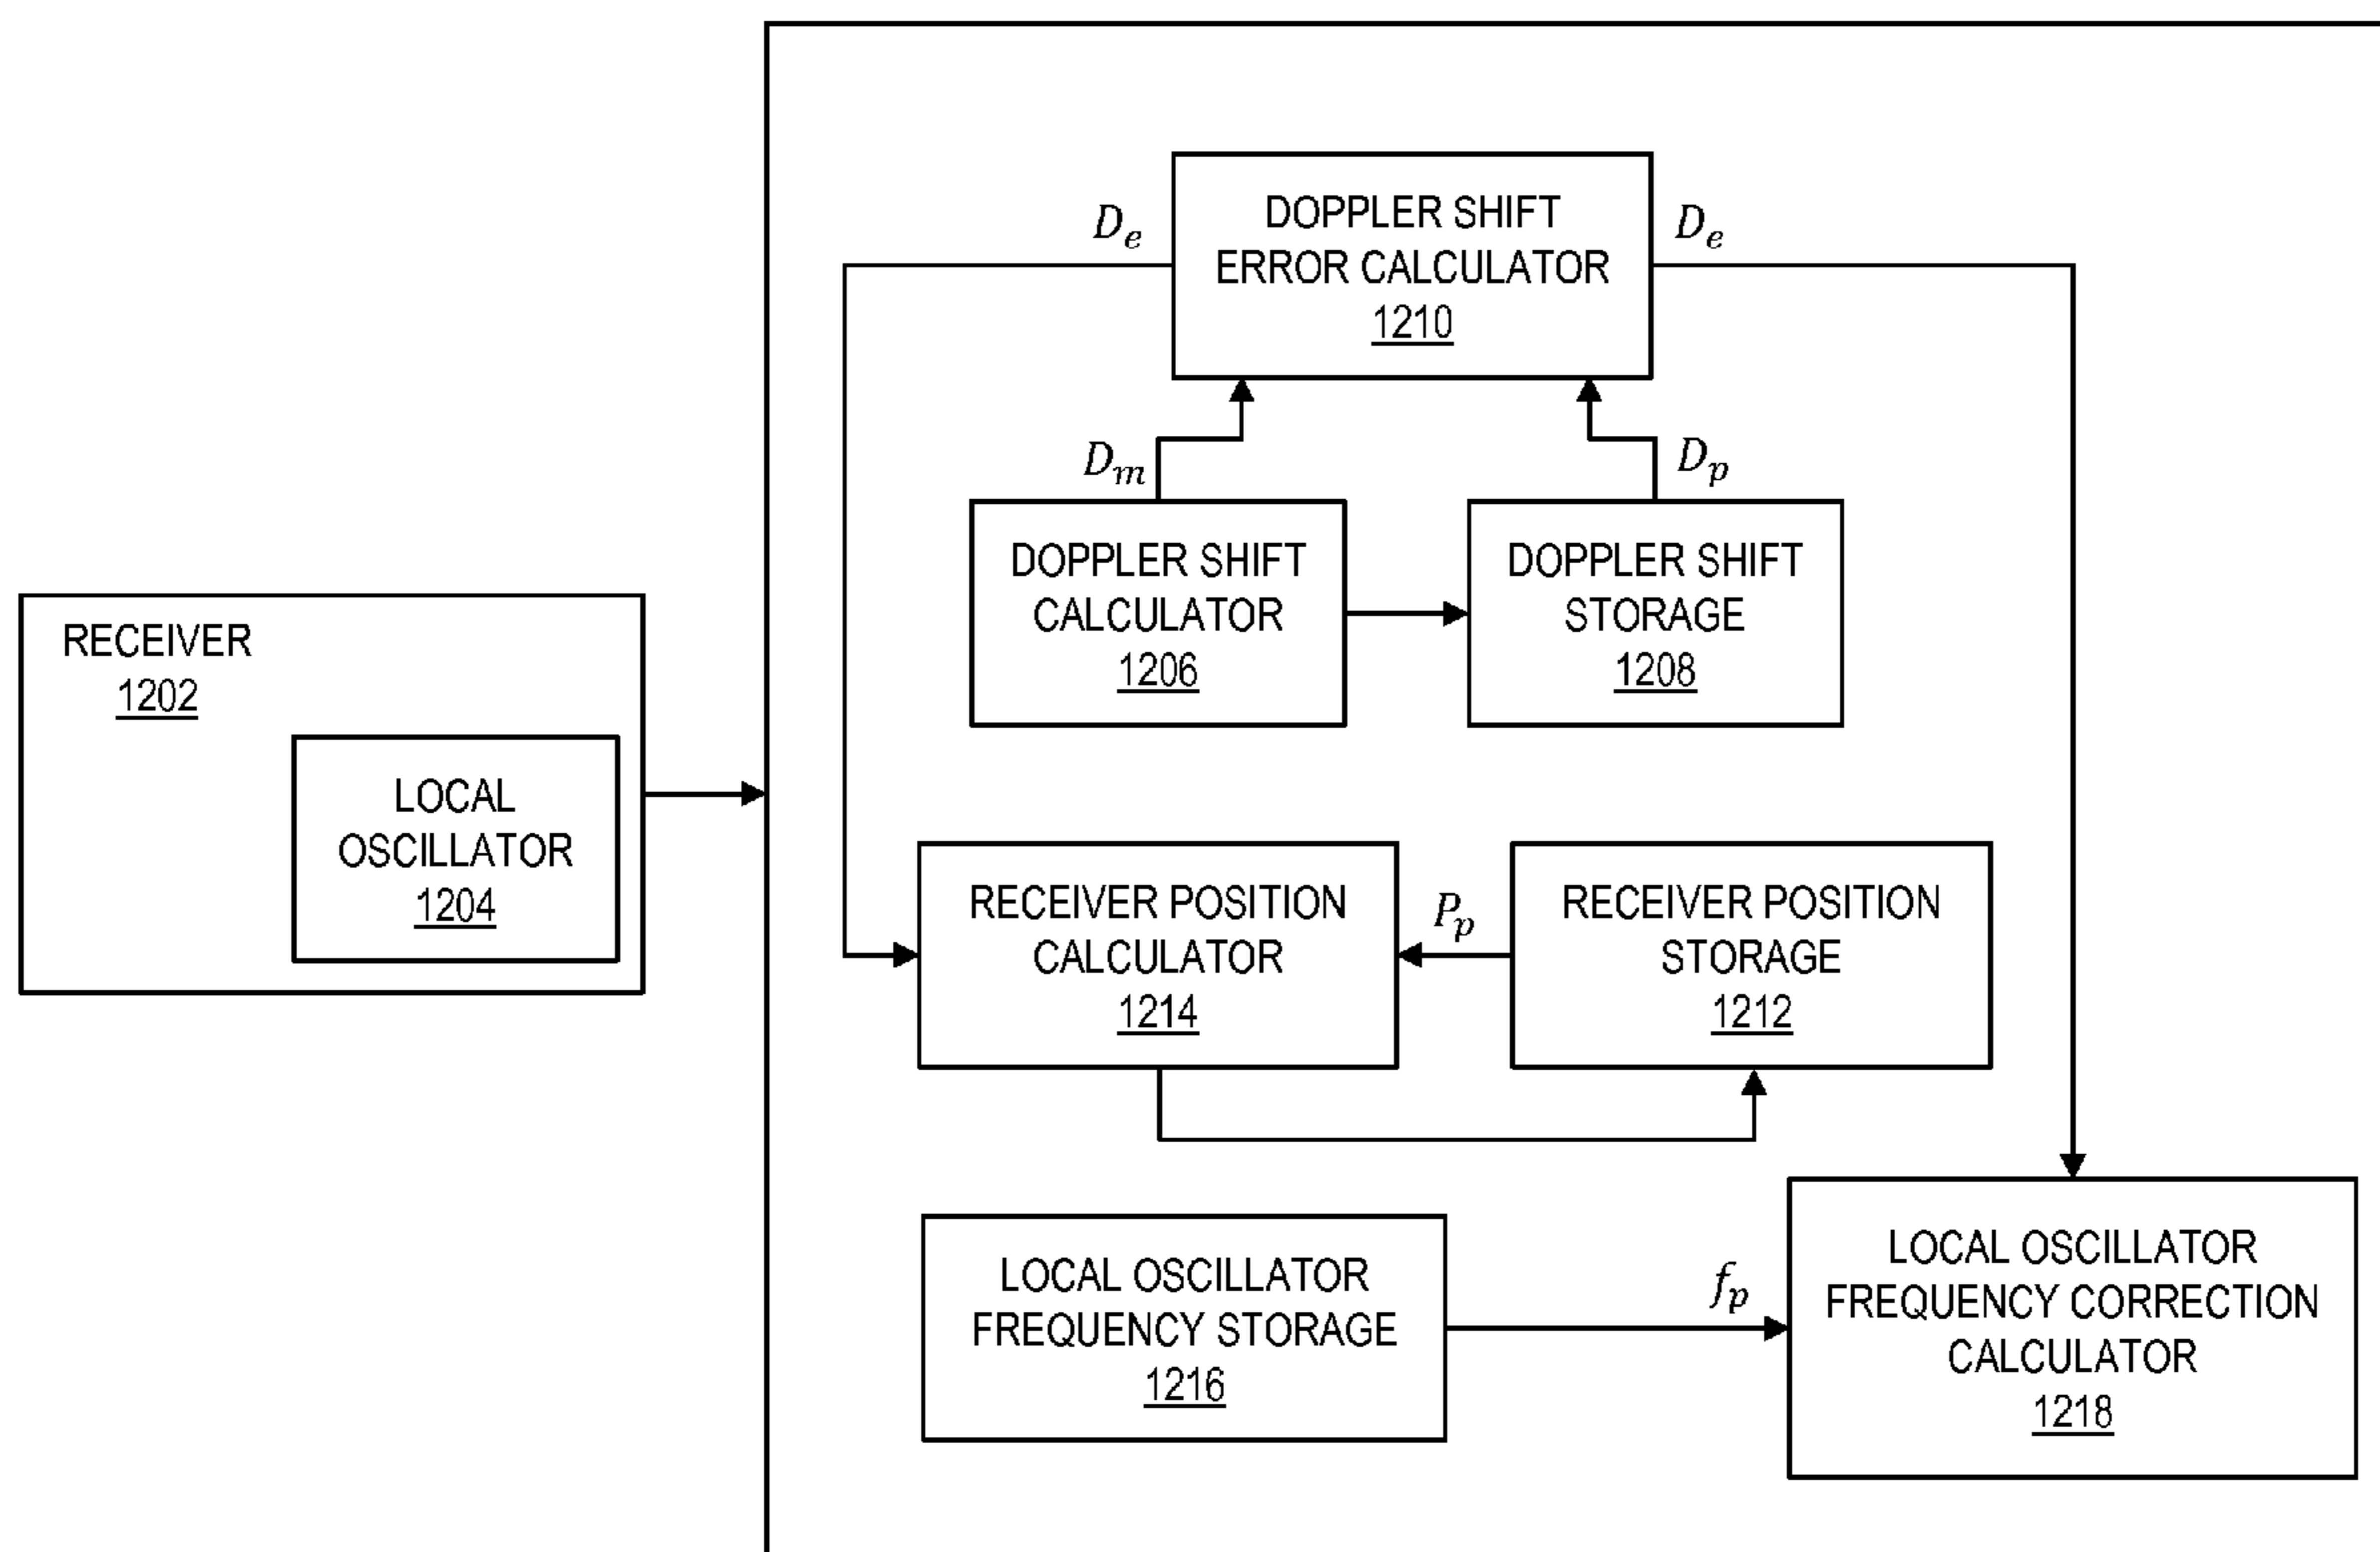 DOPPLER SHIFT
ERROR CALCULATOR
1210
D_e
D_e
D_m
D_p
DOPPLER SHIFT
CALCULATOR
1206
DOPPLER SHIFT
STORAGE
1208
RECEIVER
1202
LOCAL
OSCILLATOR
1204
RECEIVER POSITION
CALCULATOR
1214
P_p
RECEIVER POSITION
STORAGE
1212
LOCAL OSCILLATOR
FREQUENCY STORAGE
1216
f_p
LOCAL OSCILLATOR
FREQUENCY CORRECTION
CALCULATOR
1218